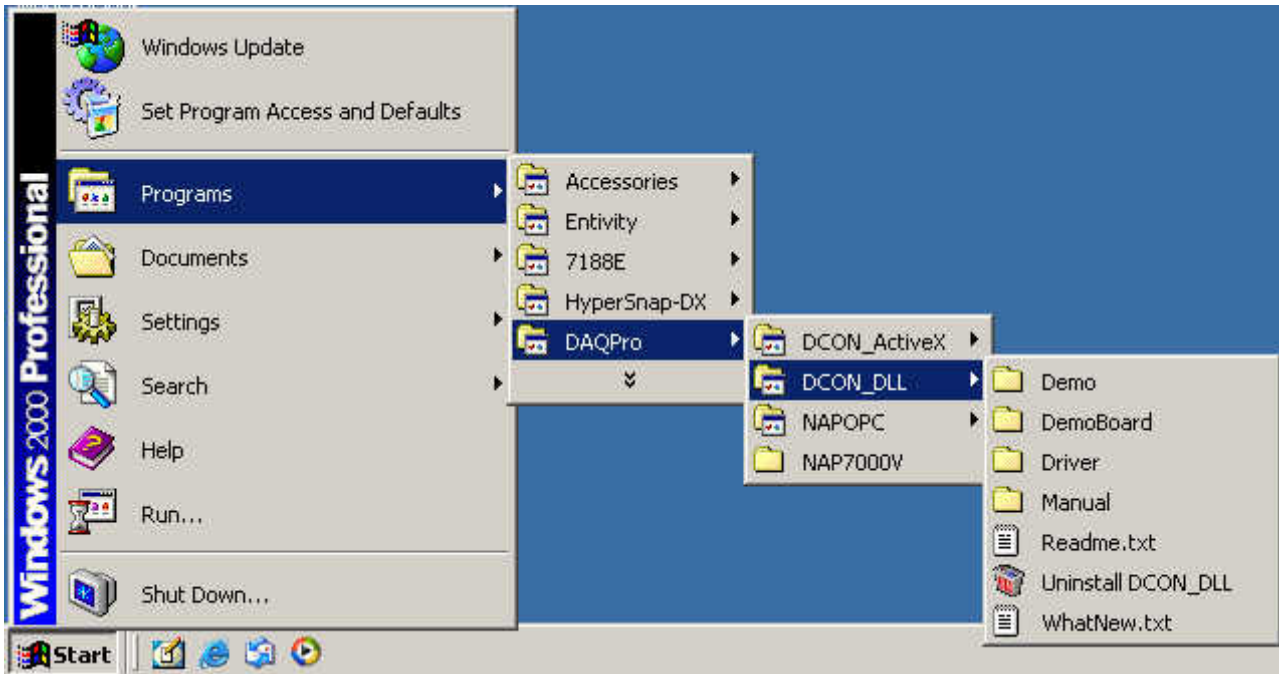 Windows Update
Set Program Access and Defaults
Programs
Documents
Settings
Search
Help
Run...
Shut Down...
Windows 2000 Professional
Accessories
Entivity
7188E
HyperSnap-DX
DAQPro
DCON_ActiveX
DCON_DLL
NAPOPC
NAP7000V
Demo
DemoBoard
Driver
Manual
Readme.txt
Uninstall DCON_DLL
WhatNew.txt
Start